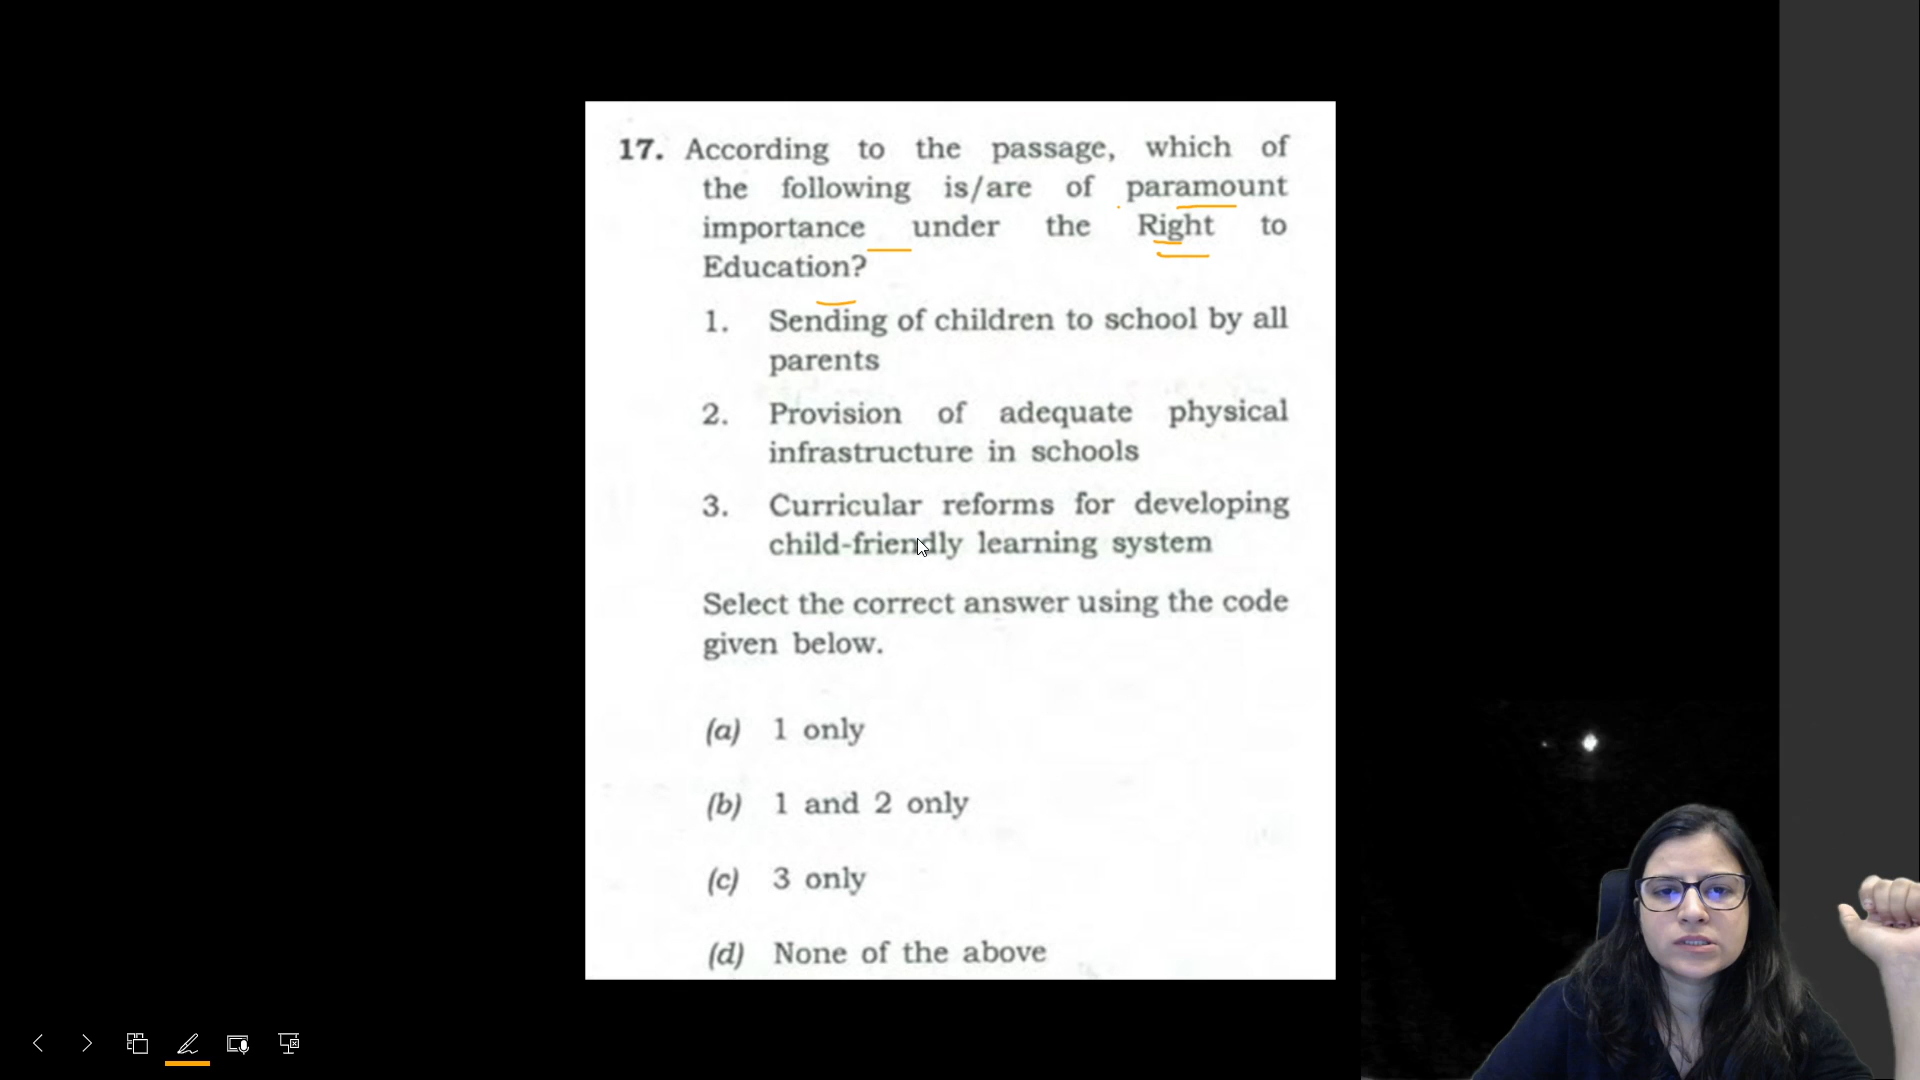 17. According to the passage, which of
the following is/are of paramount
importance under the Right to
Education?
1. Sending of children to school by all
parents
2. Provision of adequate physical
infrastructure in schools
3. Curricular reforms for developing
child-friendly learning system
Select the correct answer using the code
given below.
(a) 1 only
(b) 1 and 2 only
(c) 3 only
(d) None of the above